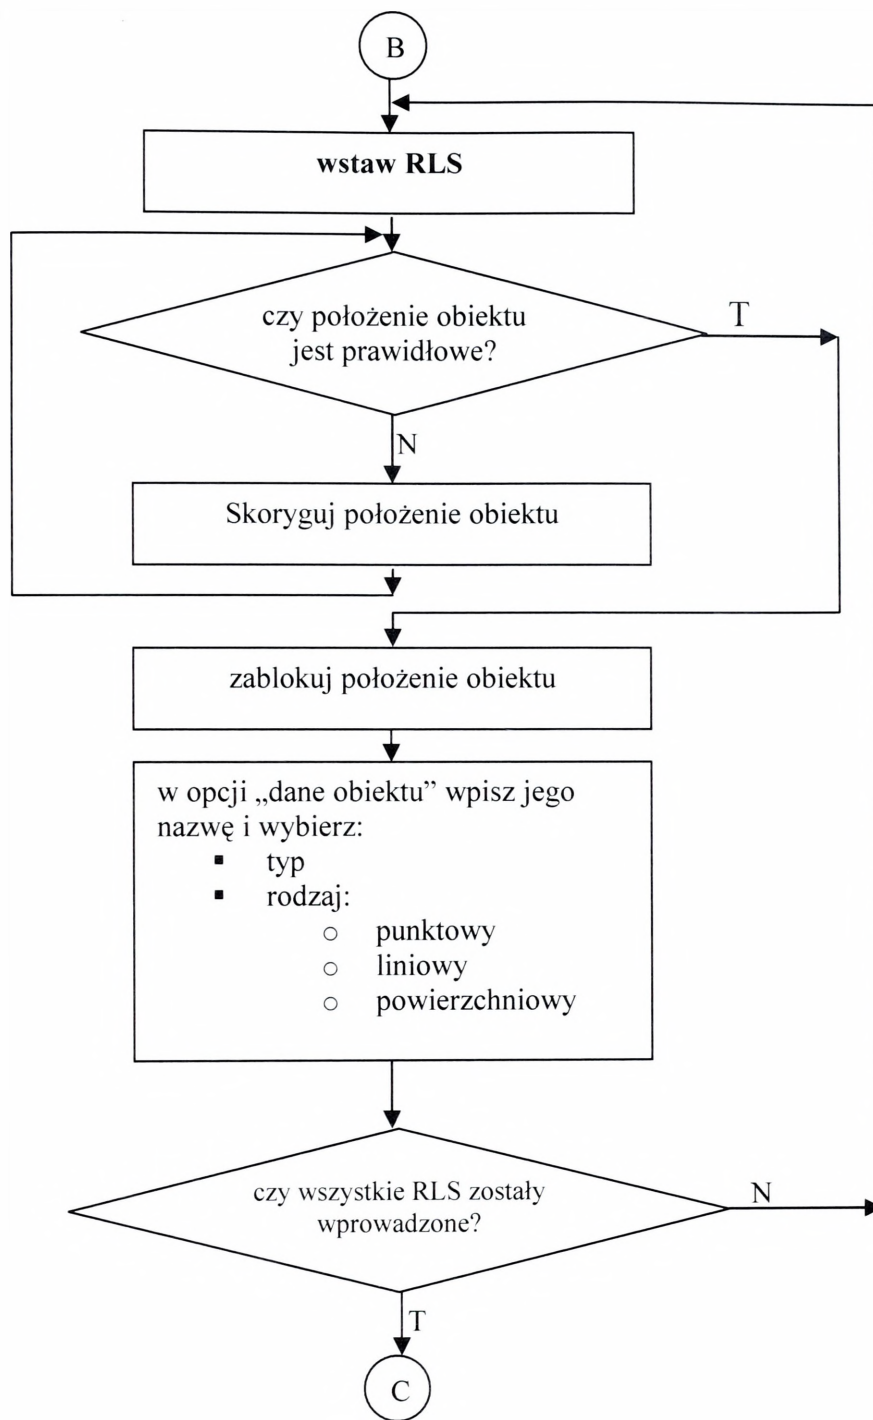 B
wstaw RLS
czy położenie obiektu
jest prawidłowe?
T
N
Skoryguj położenie obiektu
zablokuj położenie obiektu
w opcji „dane obiektu” wpisz jego
nazwę i wybierz:
▪ typ
▪ rodzaj:
○ punktowy
○ liniowy
○ powierzchniowy
czy wszystkie RLS zostały
wprowadzone?
N
T
C